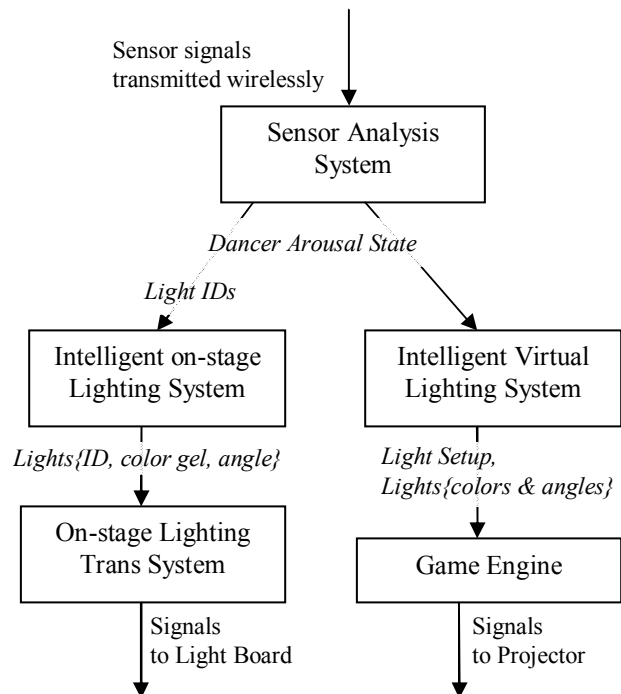 Sensor signals
transmitted wirelessly
Sensor Analysis
System
Dancer Arousal State
Light IDs
Intelligent on-stage
Lighting System
Intelligent Virtual
Lighting System
Lights{ID, color gel, angle}
Light Setup,
Lights{colors & angles}
On-stage Lighting
Trans System
Game Engine
Signals
to Light Board
Signals
to Projector